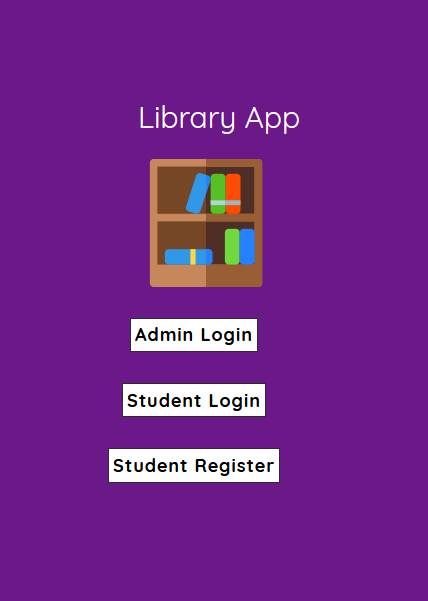 Library App
Admin Login
Student Login
Student Register